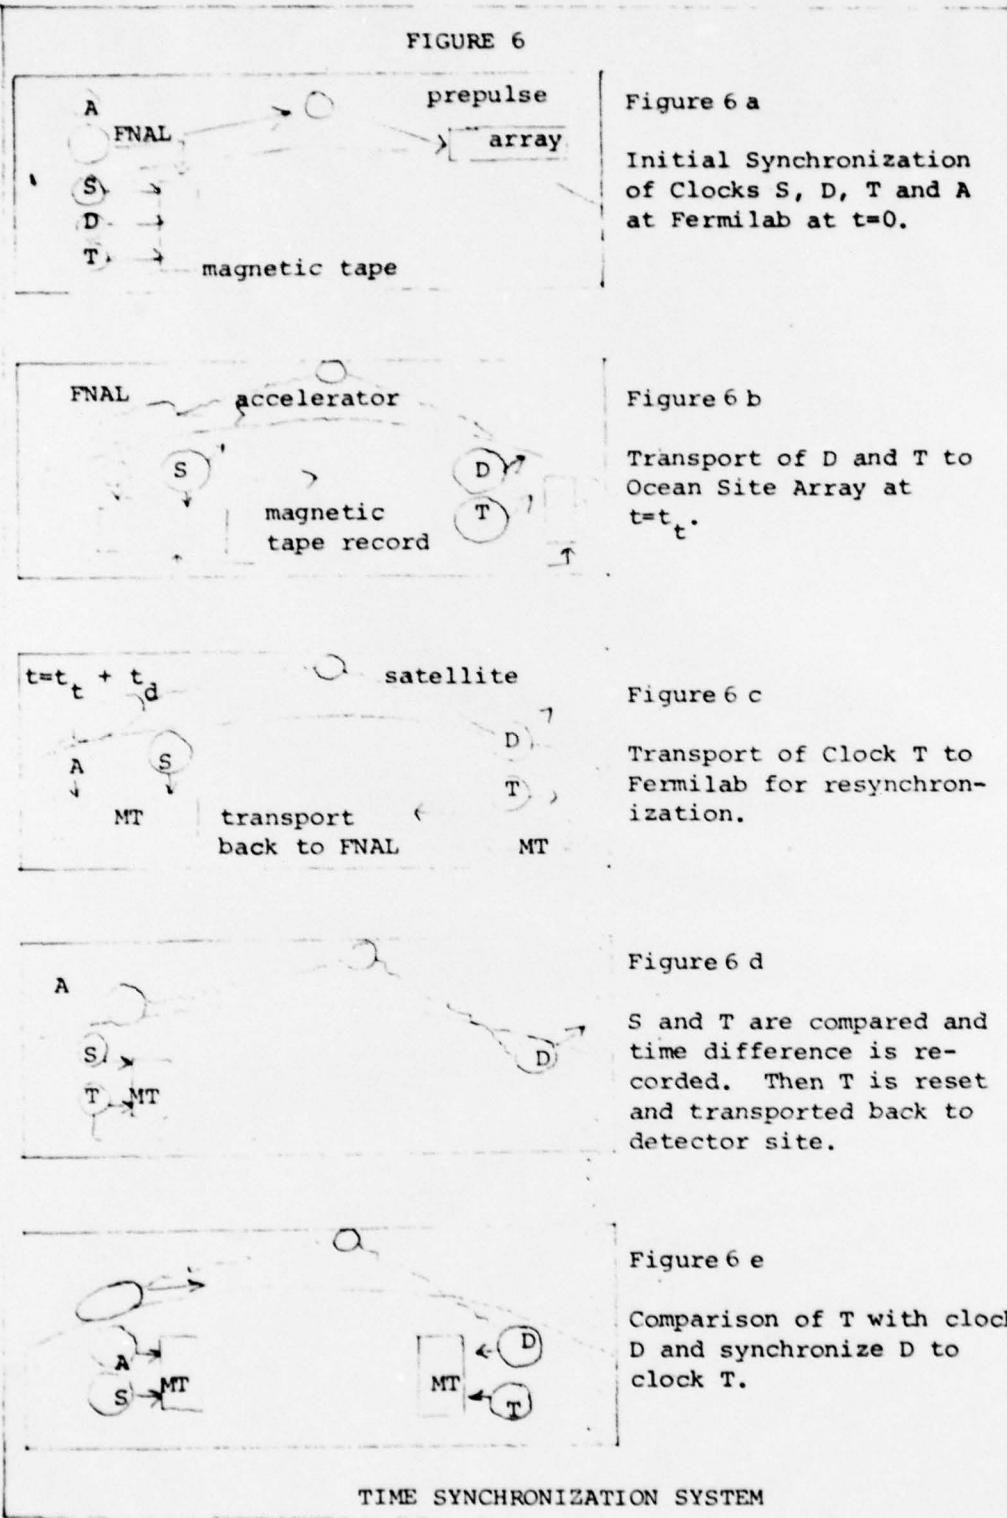 FIGURE 6
A
FNAL
prepulse
array
S
D
T
magnetic tape
Figure 6 a
Initial Synchronization
of Clocks S, D, T and A
at Fermilab at t=0.
FNAL
accelerator
S
D
T
magnetic
tape record
Figure 6 b
Transport of D and T to
Ocean Site Array at
t=t_t.
t=t_t + t_d
satellite
A
S
D
T
MT
transport
back to FNAL
MT
Figure 6 c
Transport of Clock T to
Fermilab for resynchron-
ization.
A
S
T
MT
D
Figure 6 d
S and T are compared and
time difference is re-
corded. Then T is reset
and transported back to
detector site.
A
S
MT
MT
D
T
Figure 6 e
Comparison of T with cloc
D and synchronize D to
clock T.
TIME SYNCHRONIZATION SYSTEM